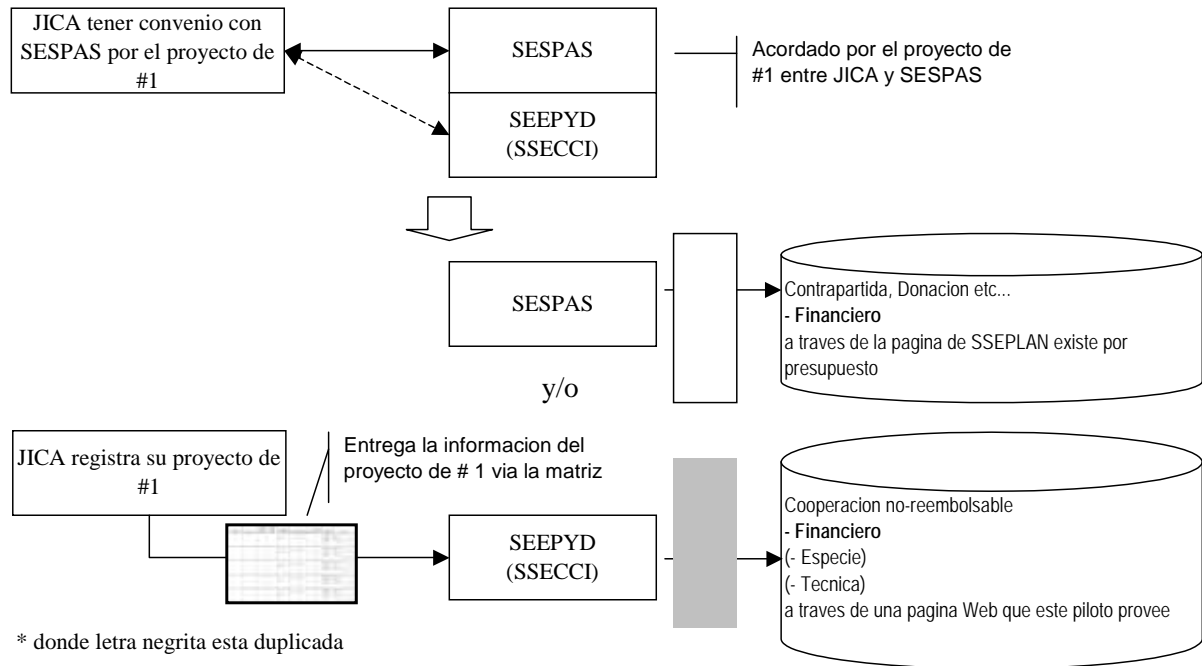 JICA tener convenio con
SESPAS por el proyecto de
#1
SESPAS
Acordado por el proyecto de
#1 entre JICA y SESPAS
SEEPYD
(SSECCI)
SESPAS
Contrapartida, Donacion etc...
- Financiero
a traves de la pagina de SSEPLAN existe por
presupuesto
y/o
JICA registra su proyecto de
#1
Entrega la informacion del
proyecto de # 1 via la matriz
SEEPYD
(SSECCI)
Cooperacion no-reembolsable
- Financiero
(- Especie)
(- Tecnica)
a traves de una pagina Web que este piloto provee
* donde letra negrita esta duplicada